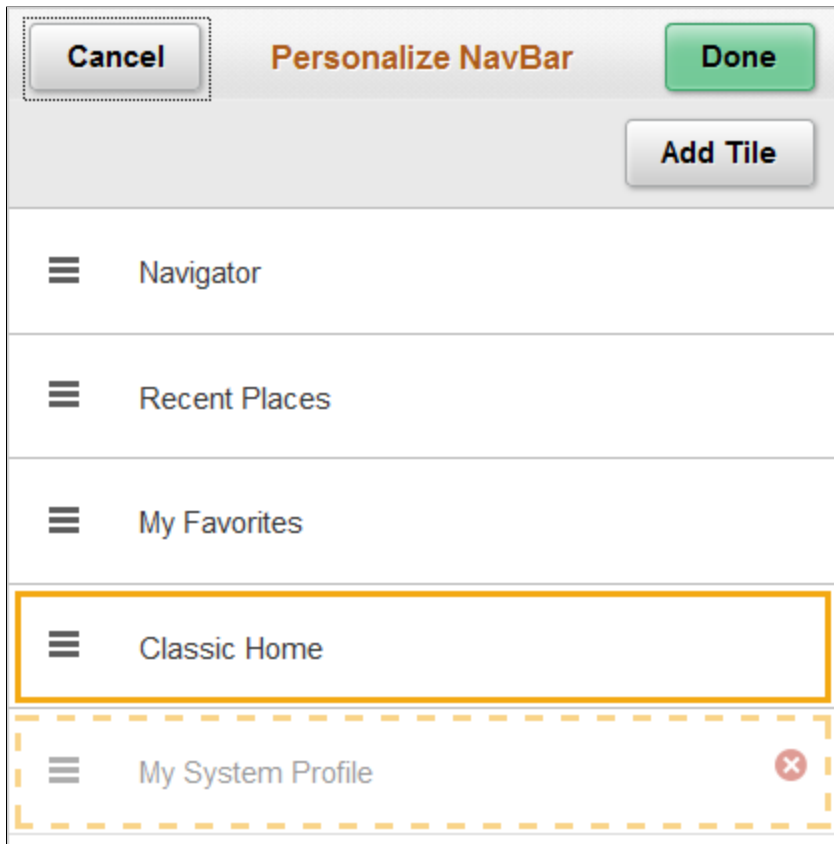 Cancel Personalize NavBar Done
Add Tile
Navigator
Recent Places
My Favorites
Classic Home
My System Profile